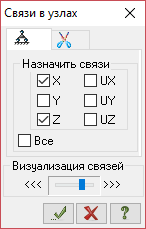 Связи в узлах
Назначить связи
X UX
Y UY
Z UZ
Все
Визуализация связей
<<< >>>
?